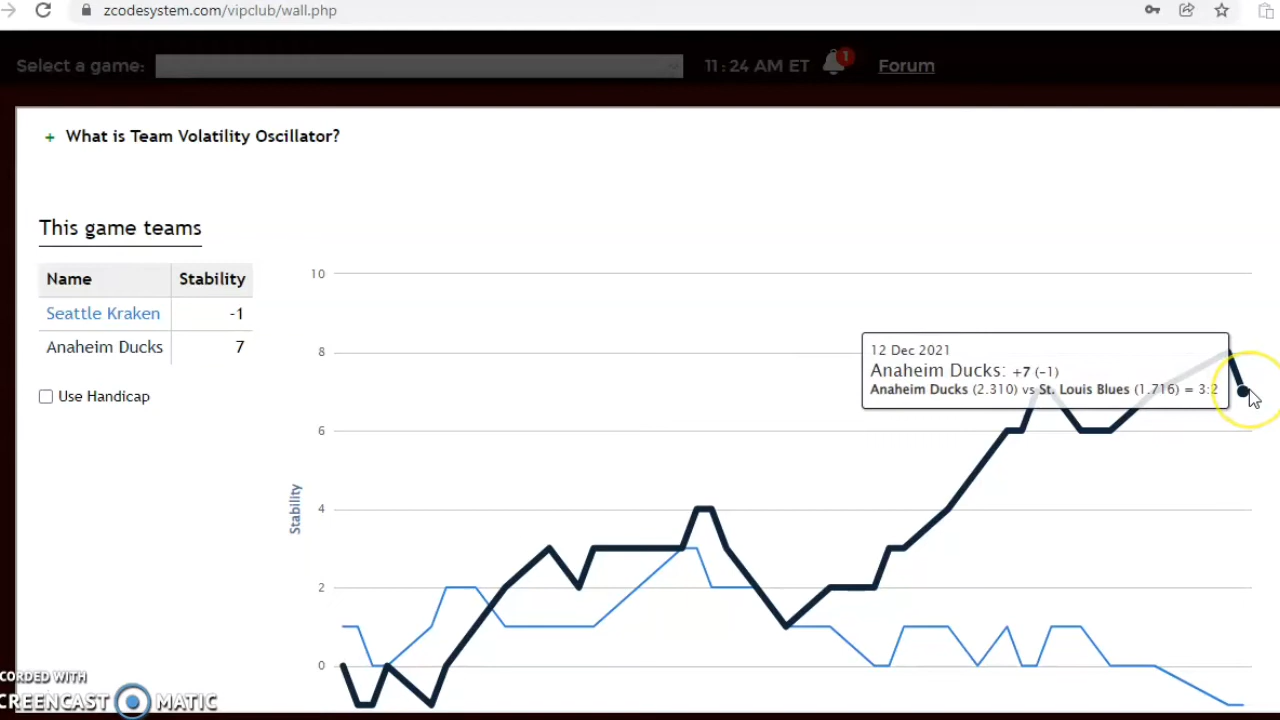 zcodesystem.com/vipclub/wall.php
Select a game: 11:24 AM ET 1 Forum
+ What is Team Volatility Oscillator?
This game teams
Name Stability
Seattle Kraken -1
Anaheim Ducks 7
Use Handicap
10
8
6
4
2
0
Stability
12 Dec 2021
Anaheim Ducks: +7 (-1)
Anaheim Ducks (2.310) vs St. Louis Blues (1.716) = 3:2
CORDED WITH
CREENCAST MATIC